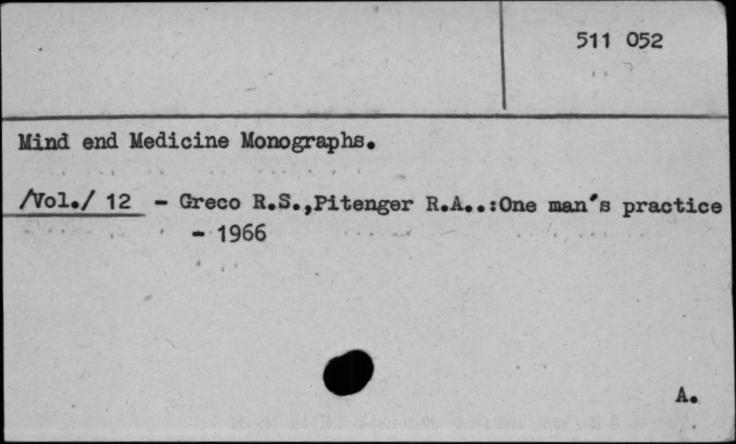 511 052
Mind end Medicine Monographs.
/Vol./ 12 - Greco R.S.,Pitenger R.A..:One man's practice
- 1966
A.